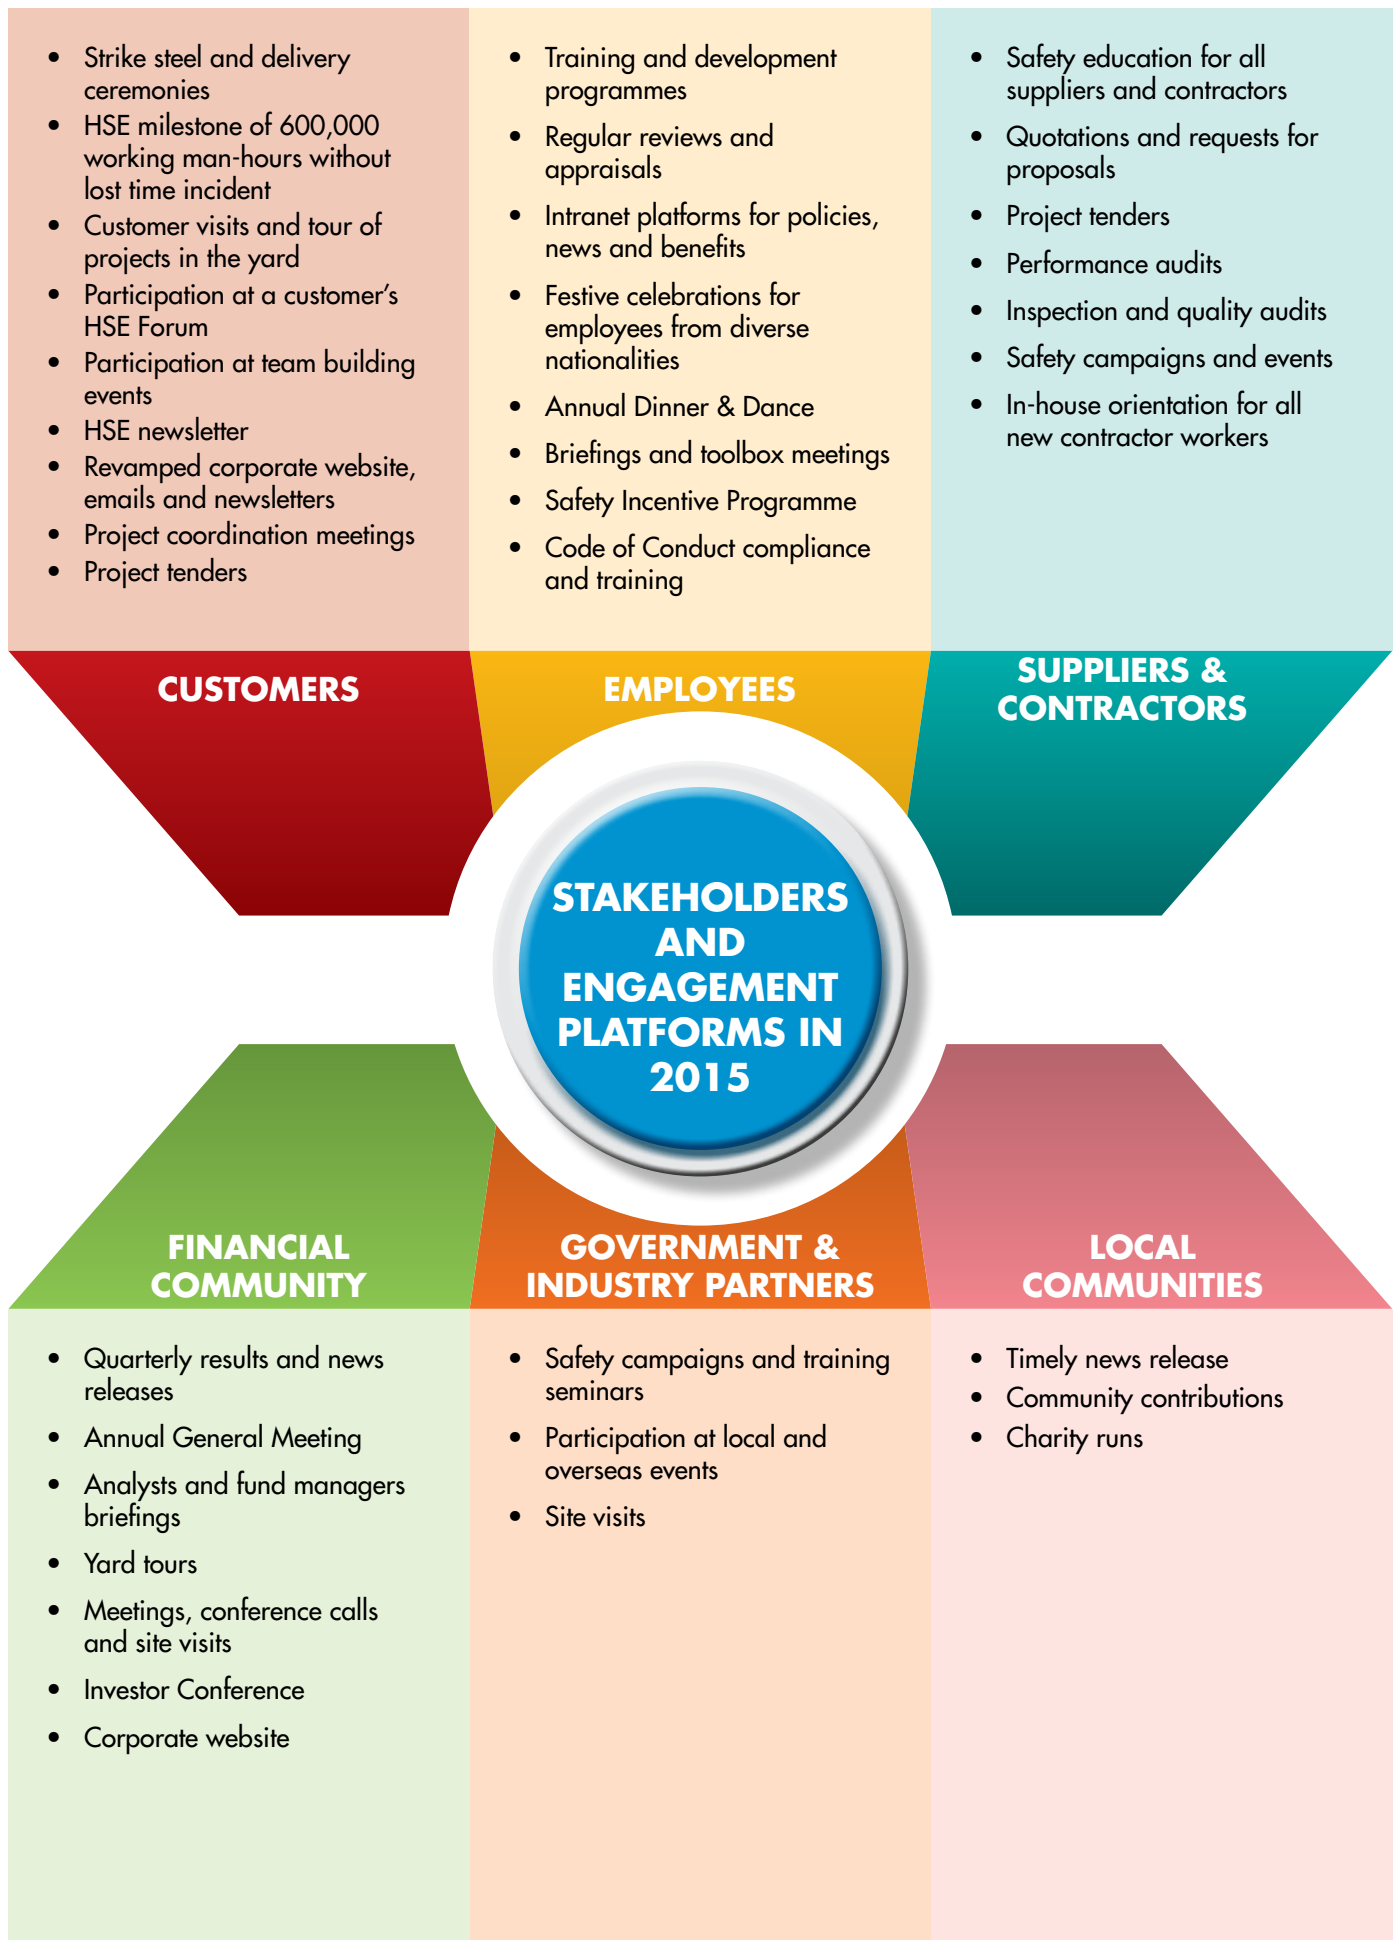 • Strike steel and delivery
ceremonies
• HSE milestone of 600,000
working man-hours without
lost time incident
• Customer visits and tour of
projects in the yard
• Participation at a customer’s
HSE Forum
• Participation at team building
events
• HSE newsletter
• Revamped corporate website,
emails and newsletters
• Project coordination meetings
• Project tenders
CUSTOMERS
• Training and development
programmes
• Regular reviews and
appraisals
• Intranet platforms for policies,
news and benefits
• Festive celebrations for
employees from diverse
nationalities
• Annual Dinner & Dance
• Briefings and toolbox meetings
• Safety Incentive Programme
• Code of Conduct compliance
and training
EMPLOYEES
• Safety education for all
suppliers and contractors
• Quotations and requests for
proposals
• Project tenders
• Performance audits
• Inspection and quality audits
• Safety campaigns and events
• In-house orientation for all
new contractor workers
SUPPLIERS &
CONTRACTORS
STAKEHOLDERS
AND
ENGAGEMENT
PLATFORMS IN
2015
FINANCIAL
COMMUNITY
• Quarterly results and news
releases
• Annual General Meeting
• Analysts and fund managers
briefings
• Yard tours
• Meetings, conference calls
and site visits
• Investor Conference
• Corporate website
GOVERNMENT &
INDUSTRY PARTNERS
• Safety campaigns and training
seminars
• Participation at local and
overseas events
• Site visits
LOCAL
COMMUNITIES
• Timely news release
• Community contributions
• Charity runs